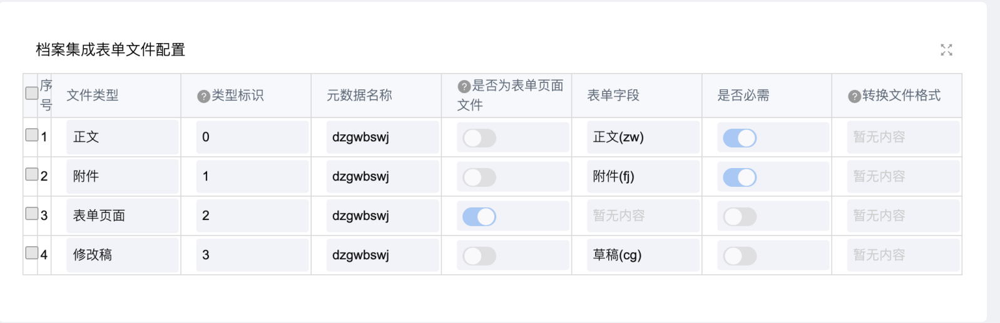 档案集成表单文件配置
序号 文件类型 ?类型标识 元数据名称 ?是否为表单页面文件 表单字段 是否必需 ?转换文件格式
1 正文 0 dzgwbswj 正文(zw) 暂无内容
2 附件 1 dzgwbswj 附件(fj) 暂无内容
3 表单页面 2 dzgwbswj 暂无内容 暂无内容
4 修改稿 3 dzgwbswj 草稿(cg) 暂无内容